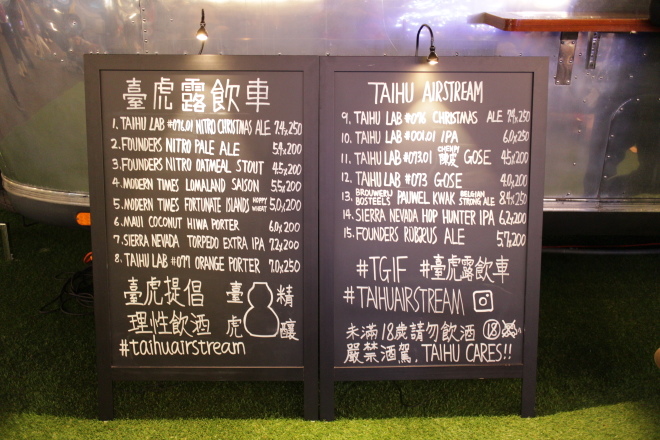 臺虎露飲車
1. TAIHU LAB #076.01 NITRO CHRISTMAS ALE 7.4% 250
2. FOUNDERS NITRO PALE ALE 5.4% 200
3. FOUNDERS NITRO OATMEAL STOUT 4.5% 200
4. MODERN TIMES LOMALAND SAISON 5.5% 200
5. MODERN TIMES FORTUNATE ISLANDS HOPPY WHEAT 5.0% 200
6. MAUI COCONUT HIWA PORTER 6.0% 200
7. SIERRA NEVADA TORPEDO EXTRA IPA 7.2% 200
8. TAIHU LAB #077 ORANGE PORTER 7.0% 250
臺虎提倡
理性飲酒
#taihuairstream
臺虎精釀
TAIHU AIRSTREAM
9. TAIHU LAB #076 CHRISTMAS ALE 7.4% 250
10. TAIHU LAB #001.01 IPA 6.0% 250
11. TAIHU LAB #073.01 CHENPI 陳皮 GOSE 4.5% 200
12. TAIHU LAB #073 GOSE 4.0% 200
13. BROUWERIJ BOSTEELS PAUWEL KWAK BELGIAN STRONG ALE 8.4% 250
14. SIERRA NEVADA HOP HUNTER IPA 6.2% 200
15. FOUNDERS RÜBÆUS ALE 5.7% 200
#TGIF #臺虎露飲車
#TAIHUAIRSTREAM
未滿18歲請勿飲酒 18
嚴禁酒駕, TAIHU CARES!!